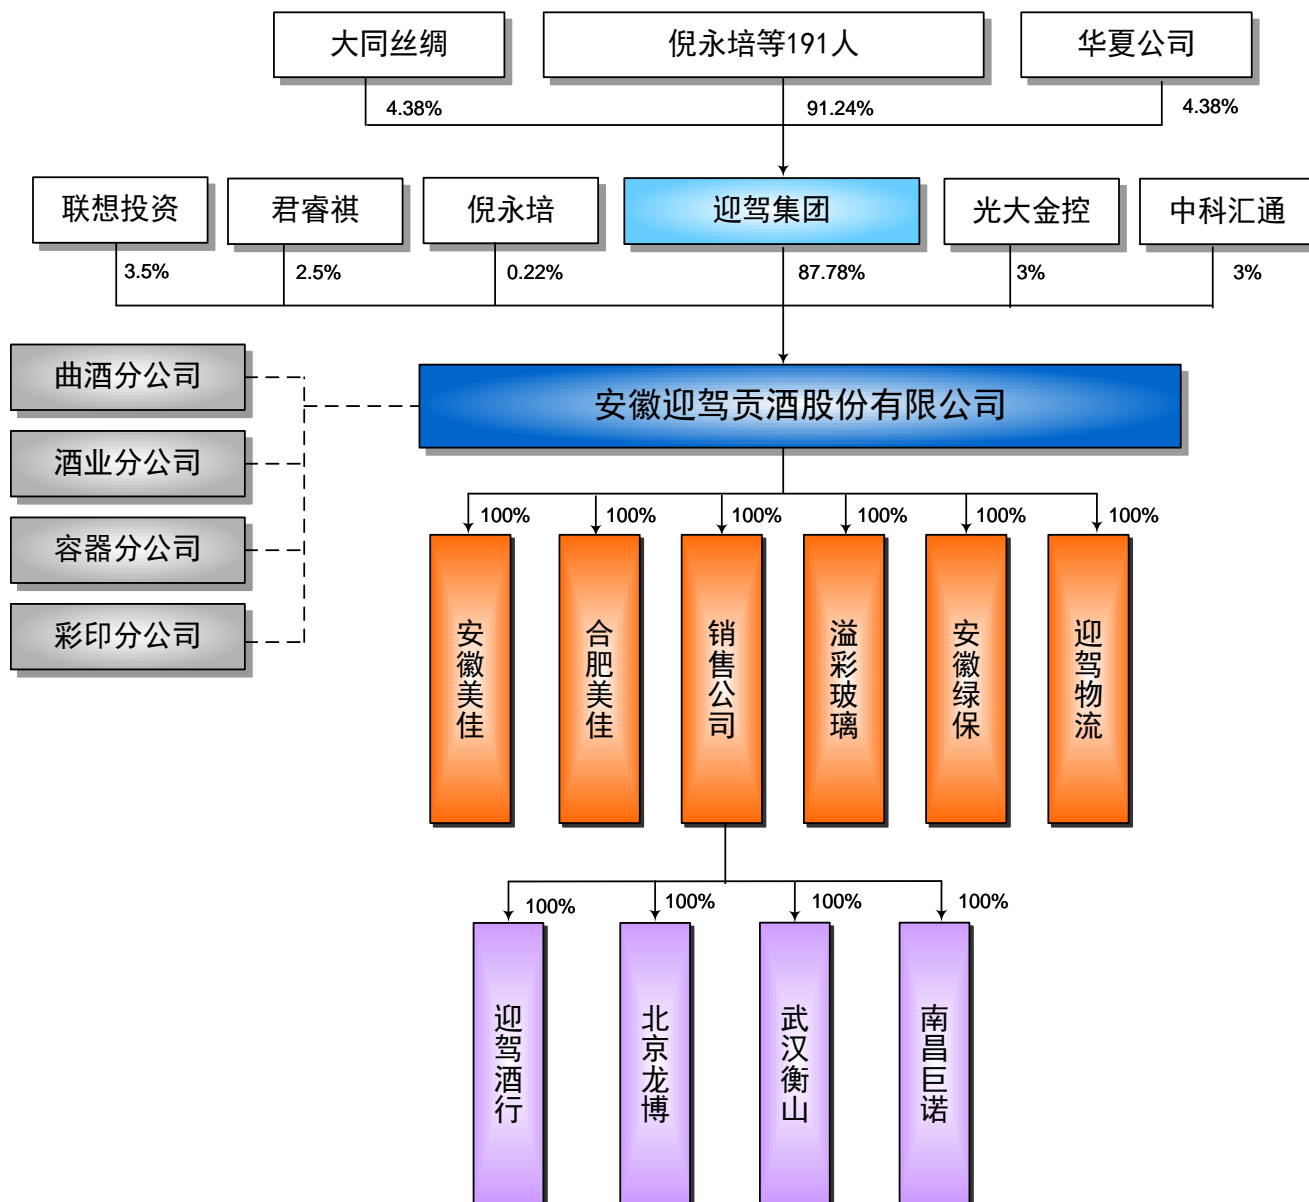 大同丝绸
倪永培等191人
华夏公司
4.38%
91.24%
4.38%
联想投资
君睿祺
倪永培
迎驾集团
光大金控
中科汇通
3.5%
2.5%
0.22%
87.78%
3%
3%
曲酒分公司
酒业分公司
容器分公司
彩印分公司
安徽迎驾贡酒股份有限公司
100%
100%
100%
100%
100%
100%
安徽美佳
合肥美佳
销售公司
溢彩玻璃
安徽绿保
迎驾物流
100%
100%
100%
100%
迎驾酒行
北京龙博
武汉衡山
南昌巨诺